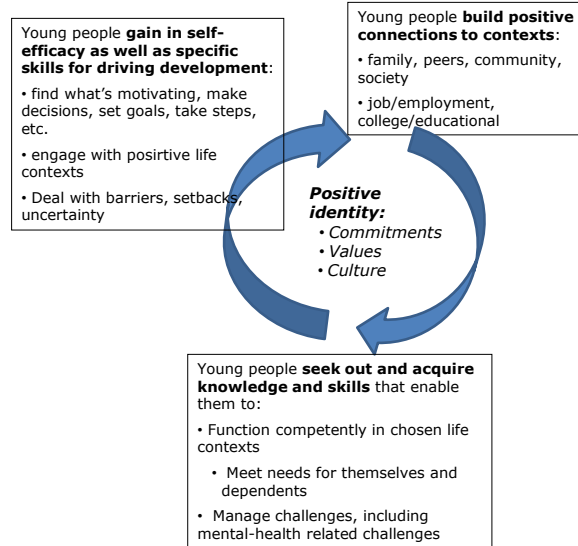 Young people gain in self-
efficacy as well as specific
skills for driving development:
• find what's motivating, make
decisions, set goals, take steps,
etc.
• engage with posirtive life
contexts
• Deal with barriers, setbacks,
uncertainty
Young people build positive
connections to contexts:
• family, peers, community,
society
• job/employment,
college/educational
Positive
identity:
• Commitments
• Values
• Culture
Young people seek out and acquire
knowledge and skills that enable
them to:
• Function competently in chosen life
contexts
• Meet needs for themselves and
dependents
• Manage challenges, including
mental-health related challenges